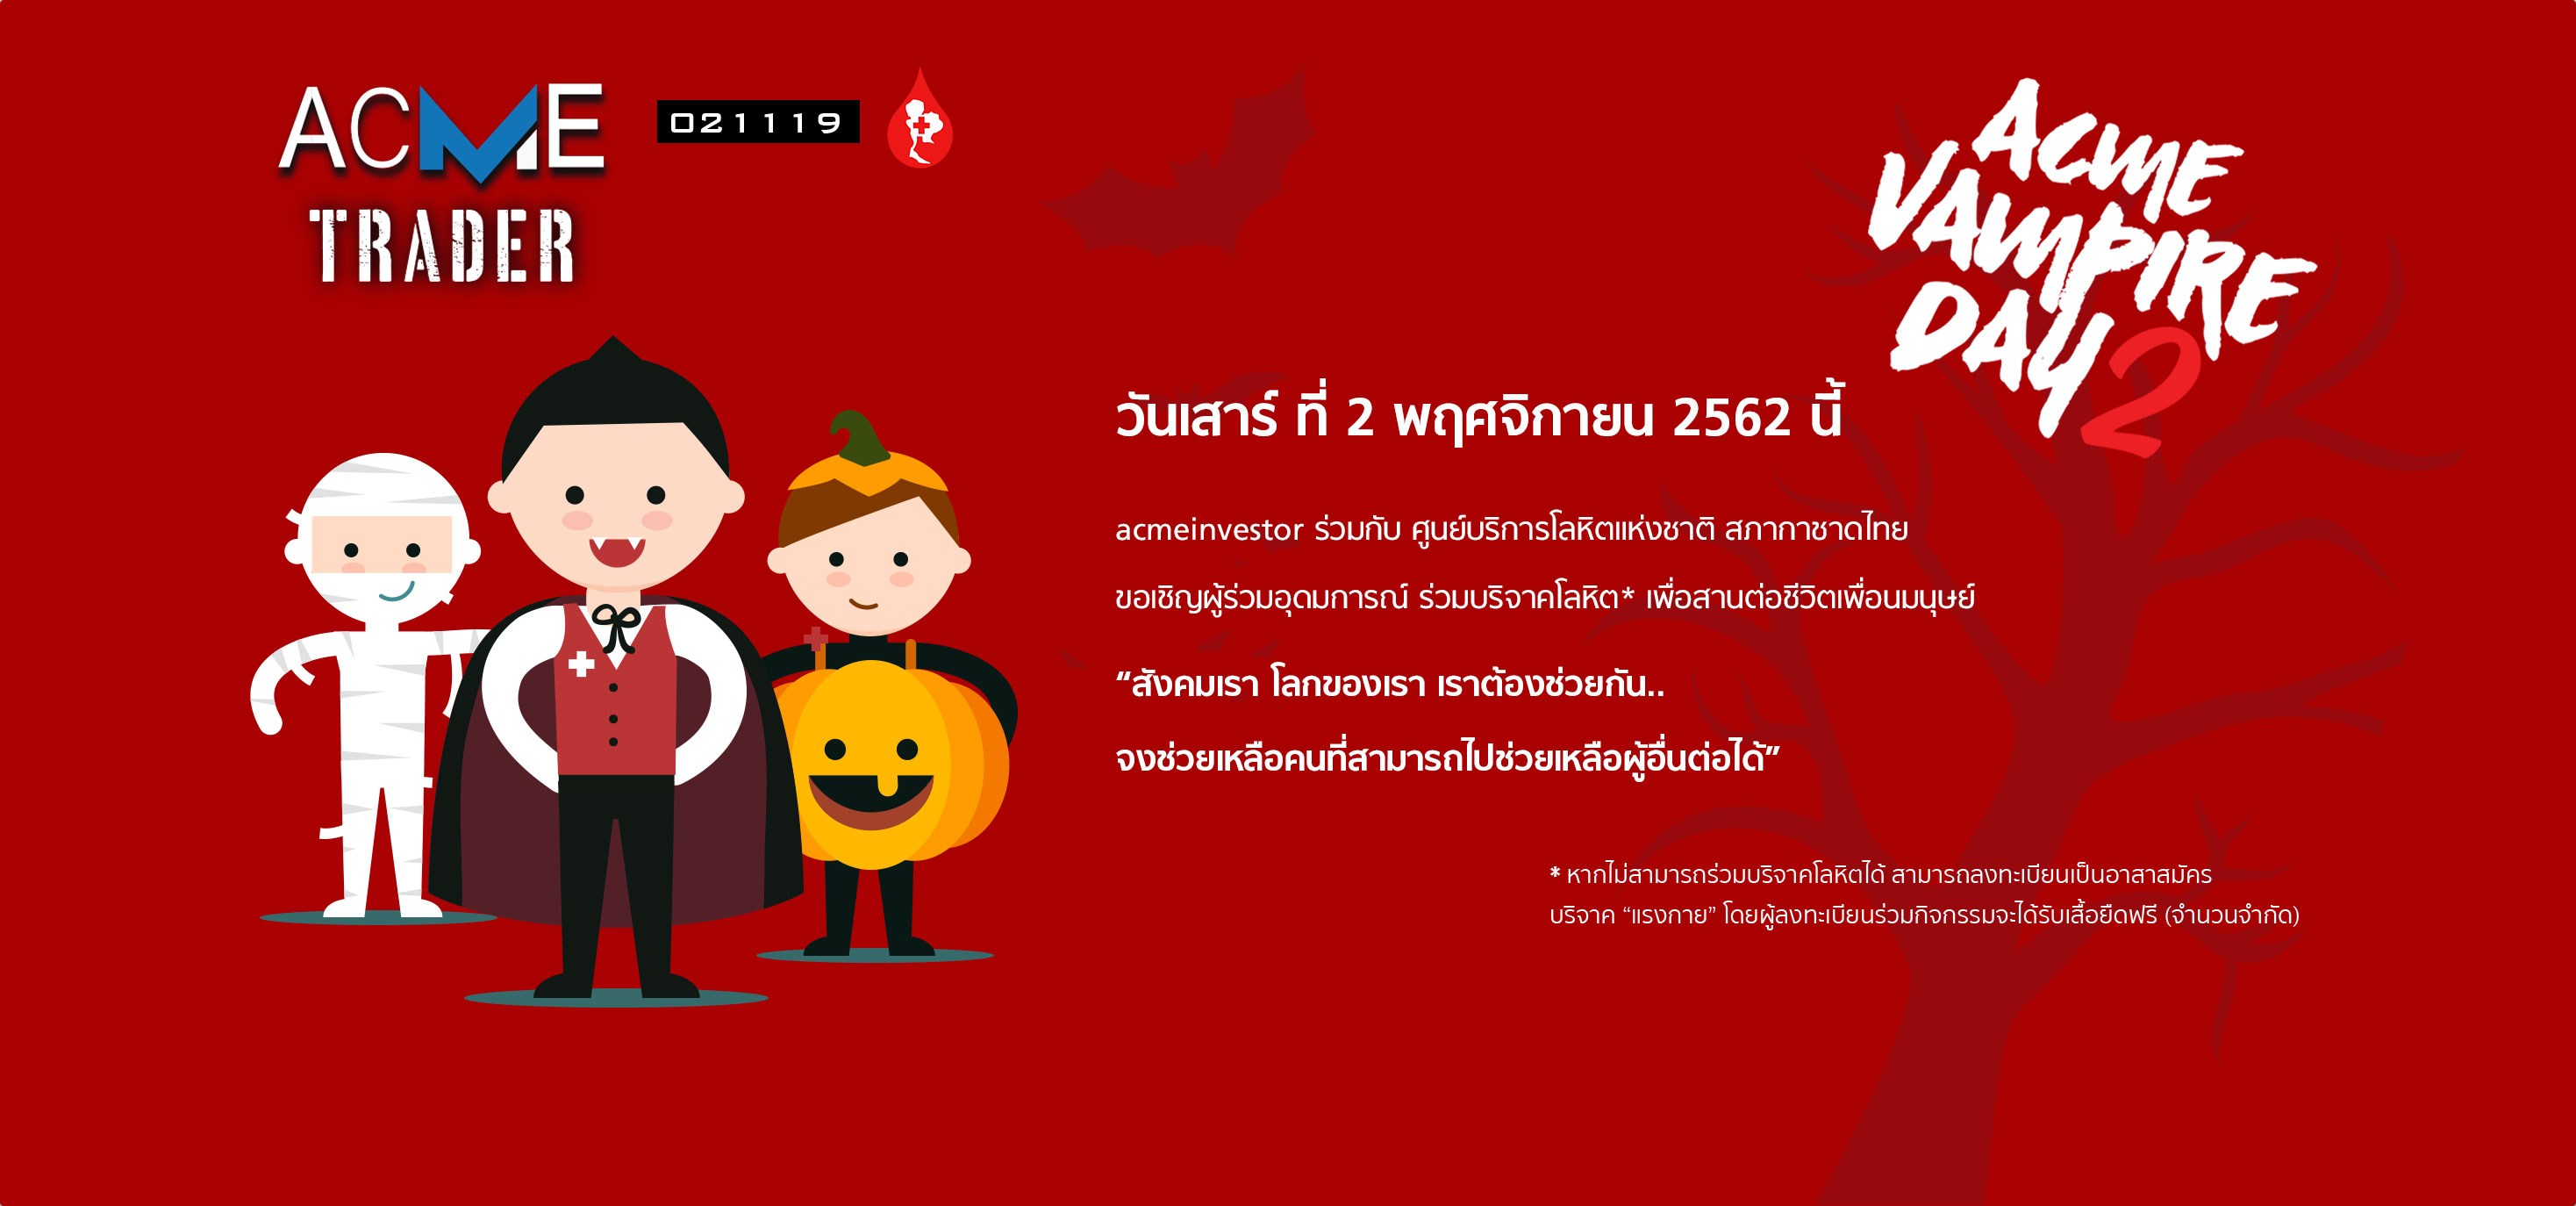 ACME
TRADER
021119
ACME
VAMPIRE
DAY 2
วันเสาร์ ที่ 2 พฤศจิกายน 2562 นี้
acmeinvestor ร่วมกับ ศูนย์บริการโลหิตแห่งชาติ สภากาชาดไทย
ขอเชิญผู้ร่วมอุดมการณ์ ร่วมบริจาคโลหิต* เพื่อสานต่อชีวิตเพื่อนมนุษย์
“สังคมเรา โลกของเรา เราต้องช่วยกัน..
จงช่วยเหลือคนที่สามารถไปช่วยเหลือผู้อื่นต่อได้”
* หากไม่สามารถร่วมบริจาคโลหิตได้ สามารถลงทะเบียนเป็นอาสาสมัคร
บริจาค “แรงกาย” โดยผู้ลงทะเบียนร่วมกิจกรรมจะได้รับเสื้อยืดฟรี (จำนวนจำกัด)